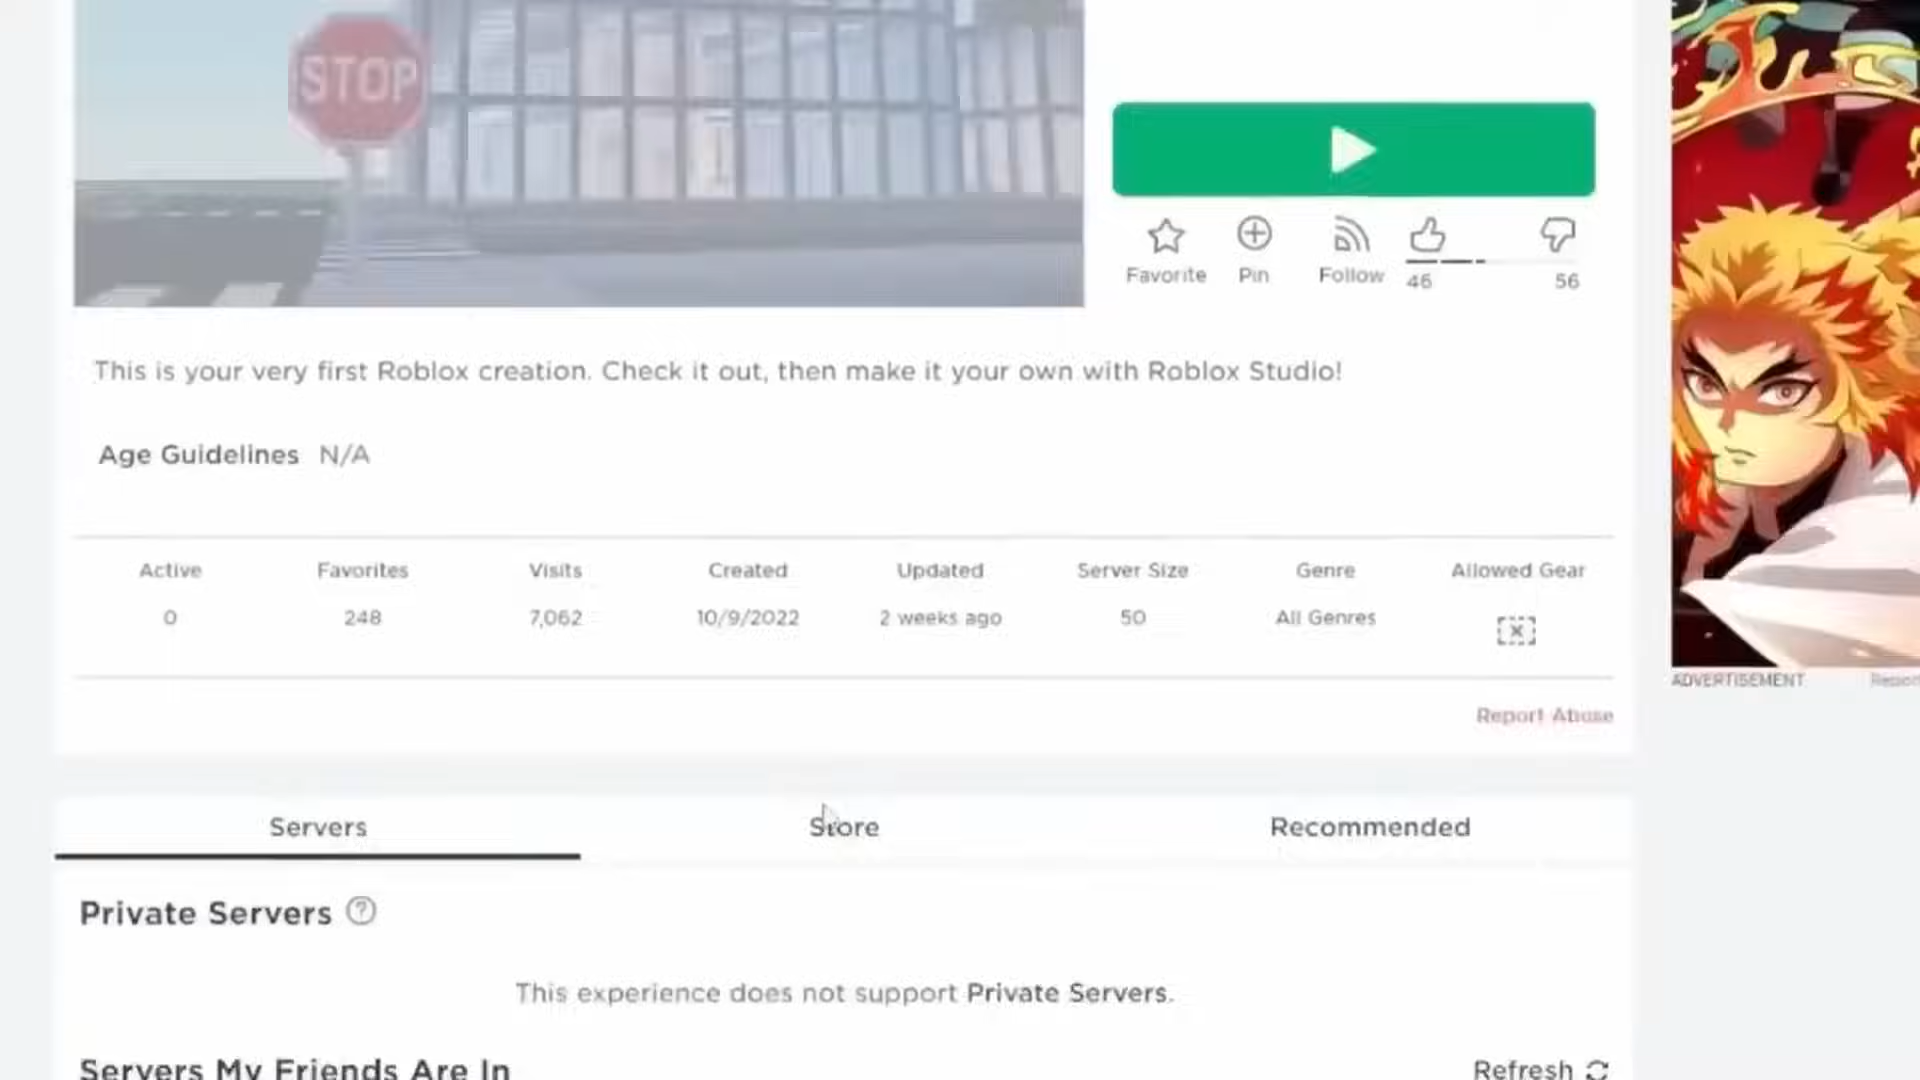 STOP
Favorite Pin Follow 46 56
This is your very first Roblox creation. Check it out, then make it your own with Roblox Studio!
Age Guidelines N/A
Active Favorites Visits Created Updated Server Size Genre Allowed Gear
0 248 7,062 10/9/2022 2 weeks ago 50 All Genres
ADVERTISEMENT Report
Report Abuse
Servers Store Recommended
Private Servers
This experience does not support Private Servers.
Servers My Friends Are In Refresh